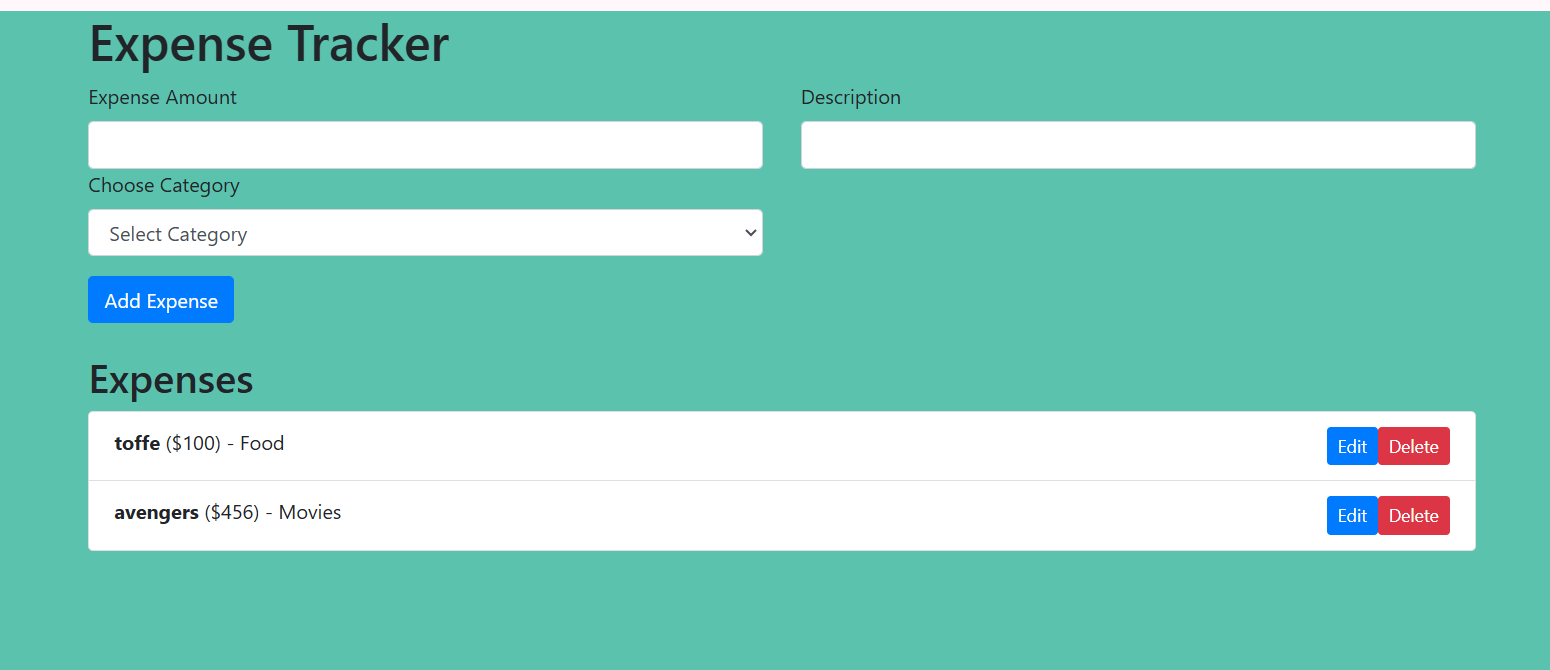 Expense Tracker
Expense Amount
Description
Choose Category
Select Category
Add Expense
Expenses
toffe ($100) - Food
Edit Delete
avengers ($456) - Movies
Edit Delete